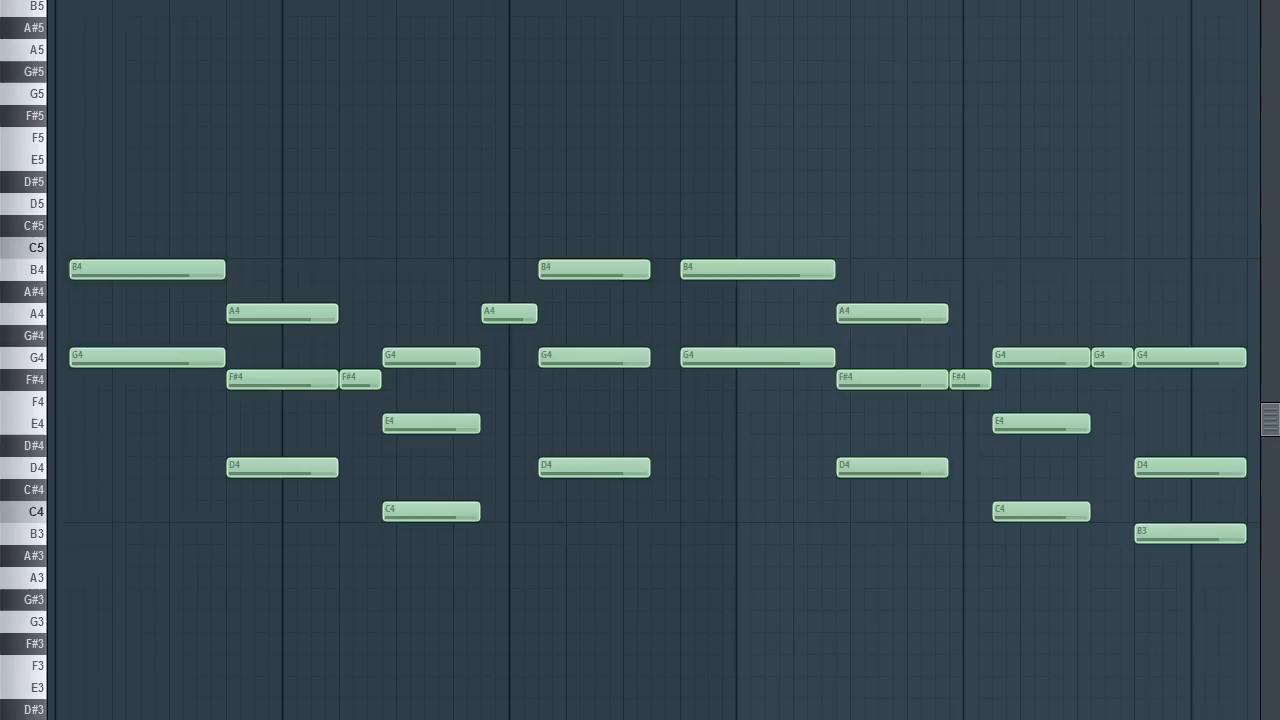 B5
A#5
A5
G#5
G5
F#5
F5
E5
D#5
D5
C#5
C5
B4 B4 B4 B4
A#4
A4 A4 A4 A4
G#4
G4 G4 G4 G4 G4 G4 G4 G4
F#4 F#4 F#4 F#4 F#4
F4
E4 E4 E4
D#4
D4 D4 D4 D4 D4
C#4
C4 C4 C4
B3 B3
A#3
A3
G#3
G3
F#3
F3
E3
D#3